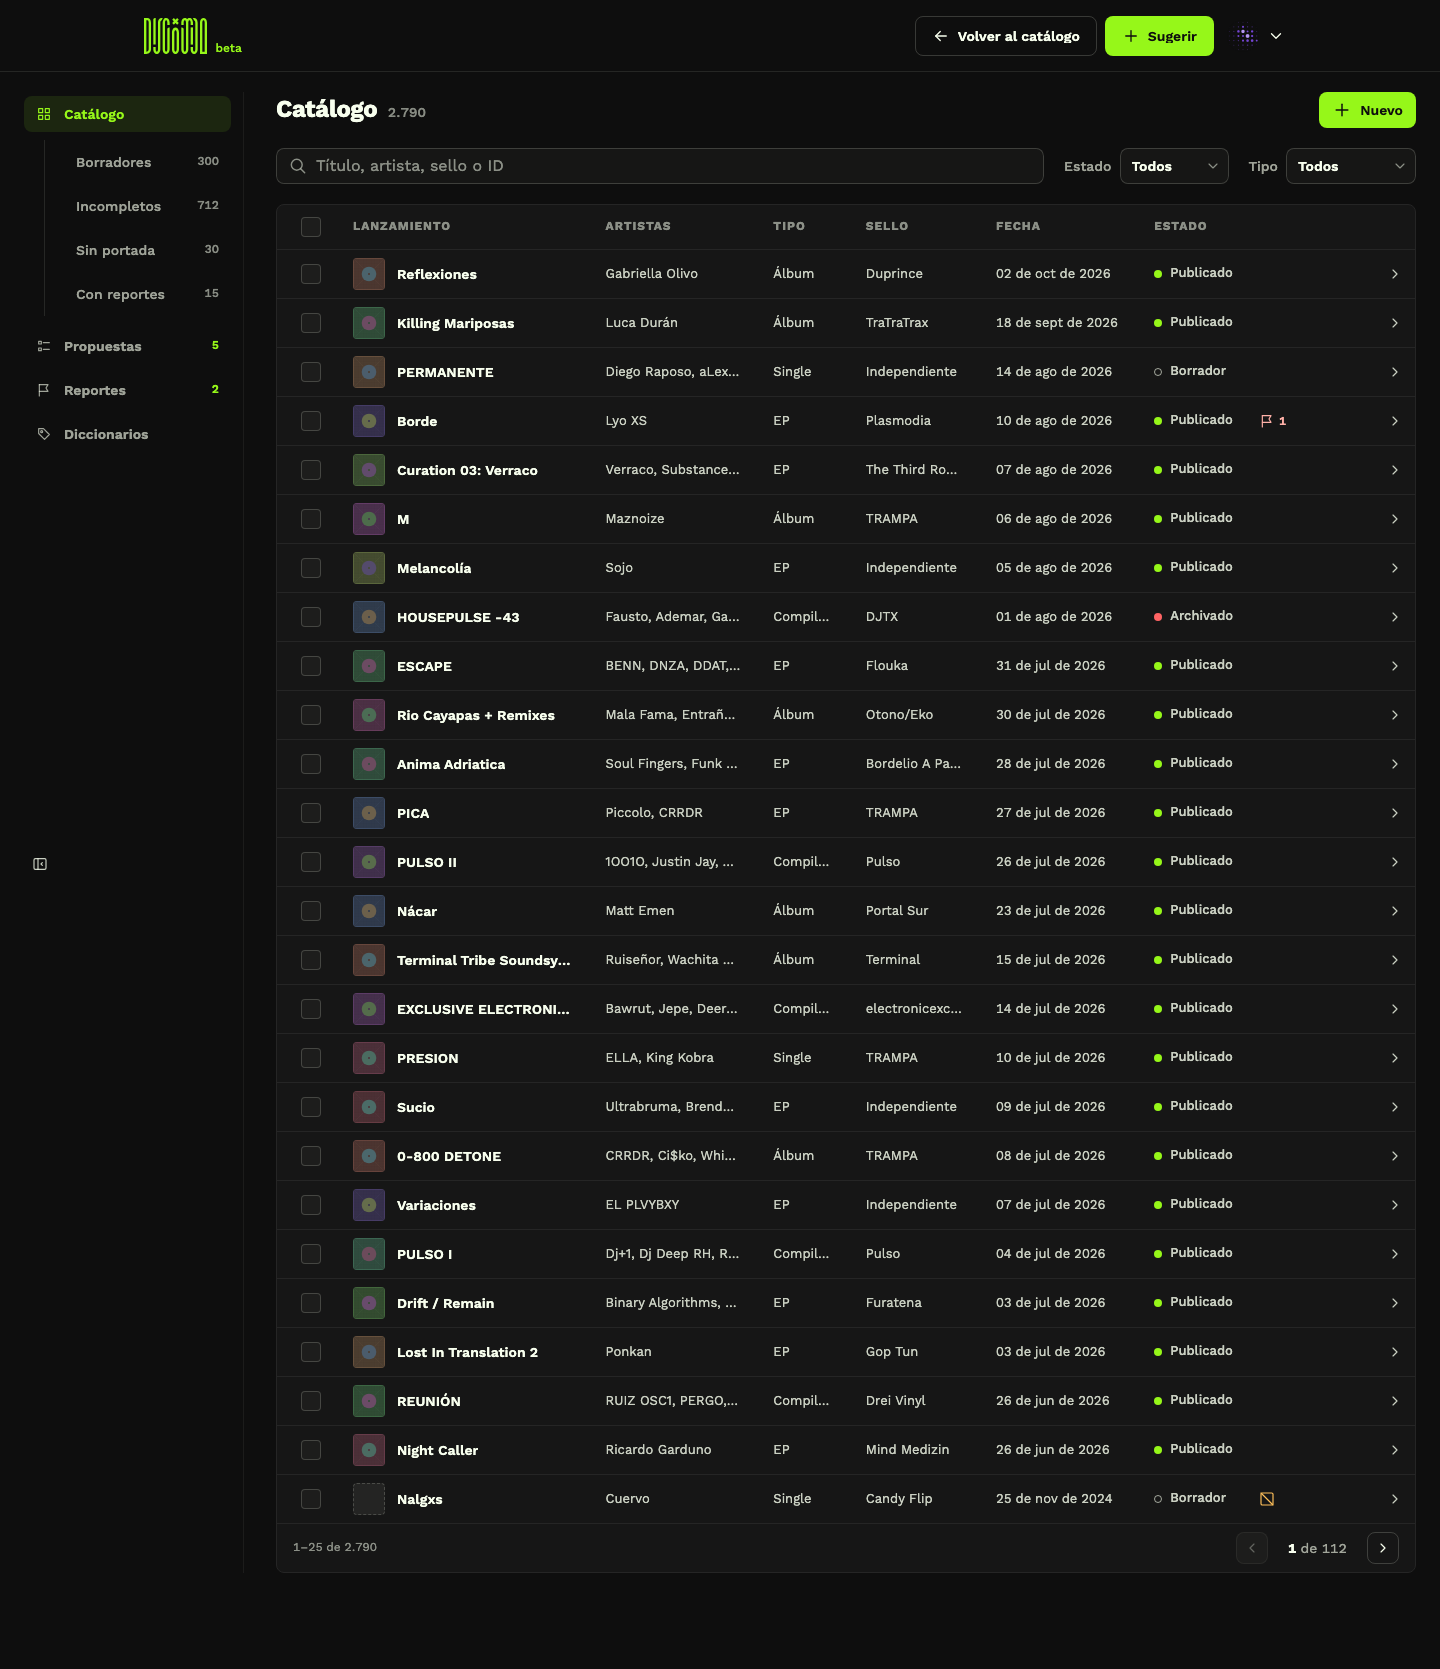 beta
Volver al catálogo
Sugerir
Catálogo
Borradores 300
Incompletos 712
Sin portada 30
Con reportes 15
Propuestas 5
Reportes 2
Diccionarios
Catálogo 2.790
Nuevo
Título, artista, sello o ID
Estado Todos
Tipo Todos
LANZAMIENTO ARTISTAS TIPO SELLO FECHA ESTADO
Reflexiones Gabriella Olivo Álbum Duprince 02 de oct de 2026 Publicado
Killing Mariposas Luca Durán Álbum TraTraTrax 18 de sept de 2026 Publicado
PERMANENTE Diego Raposo, aLex... Single Independiente 14 de ago de 2026 Borrador
Borde Lyo XS EP Plasmodia 10 de ago de 2026 Publicado 1
Curation 03: Verraco Verraco, Substance... EP The Third Ro... 07 de ago de 2026 Publicado
M Maznoize Álbum TRAMPA 06 de ago de 2026 Publicado
Melancolía Sojo EP Independiente 05 de ago de 2026 Publicado
HOUSEPULSE -43 Fausto, Ademar, Ga... Compil... DJTX 01 de ago de 2026 Archivado
ESCAPE BENN, DNZA, DDAT,... EP Flouka 31 de jul de 2026 Publicado
Rio Cayapas + Remixes Mala Fama, Entrañ... Álbum Otono/Eko 30 de jul de 2026 Publicado
Anima Adriatica Soul Fingers, Funk ... EP Bordelio A Pa... 28 de jul de 2026 Publicado
PICA Piccolo, CRRDR EP TRAMPA 27 de jul de 2026 Publicado
PULSO II 1OO1O, Justin Jay, ... Compil... Pulso 26 de jul de 2026 Publicado
Nácar Matt Emen Álbum Portal Sur 23 de jul de 2026 Publicado
Terminal Tribe Soundsy... Ruiseñor, Wachita ... Álbum Terminal 15 de jul de 2026 Publicado
EXCLUSIVE ELECTRONI... Bawrut, Jepe, Deer... Compil... electronicexc... 14 de jul de 2026 Publicado
PRESION ELLA, King Kobra Single TRAMPA 10 de jul de 2026 Publicado
Sucio Ultrabruma, Brend... EP Independiente 09 de jul de 2026 Publicado
0-800 DETONE CRRDR, Ci$ko, Whi... Álbum TRAMPA 08 de jul de 2026 Publicado
Variaciones EL PLVYBXY EP Independiente 07 de jul de 2026 Publicado
PULSO I Dj+1, Dj Deep RH, R... Compil... Pulso 04 de jul de 2026 Publicado
Drift / Remain Binary Algorithms, ... EP Furatena 03 de jul de 2026 Publicado
Lost In Translation 2 Ponkan EP Gop Tun 03 de jul de 2026 Publicado
REUNIÓN RUIZ OSC1, PERGO,... Compil... Drei Vinyl 26 de jun de 2026 Publicado
Night Caller Ricardo Garduno EP Mind Medizin 26 de jun de 2026 Publicado
Nalgxs Cuervo Single Candy Flip 25 de nov de 2024 Borrador
1–25 de 2.790
1 de 112